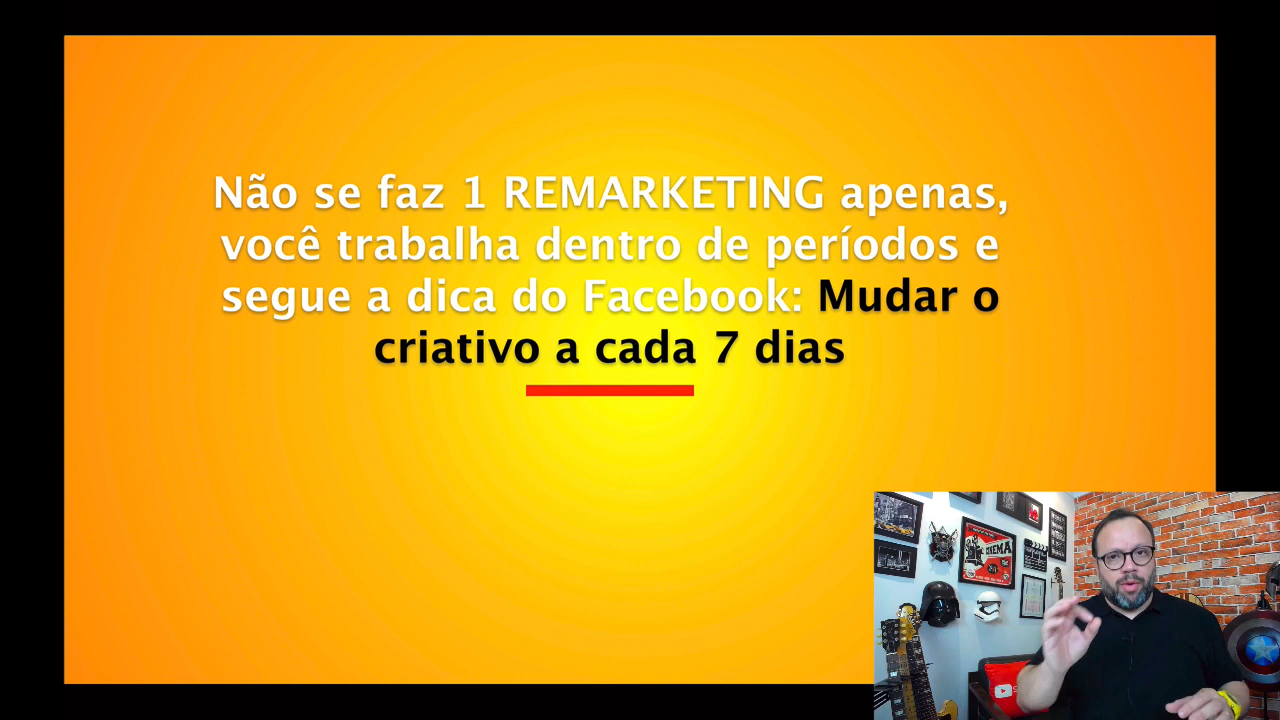 Não se faz 1 REMARKETING apenas,
você trabalha dentro de períodos e
segue a dica do Facebook: Mudar o
criativo a cada 7 dias
CINEMA